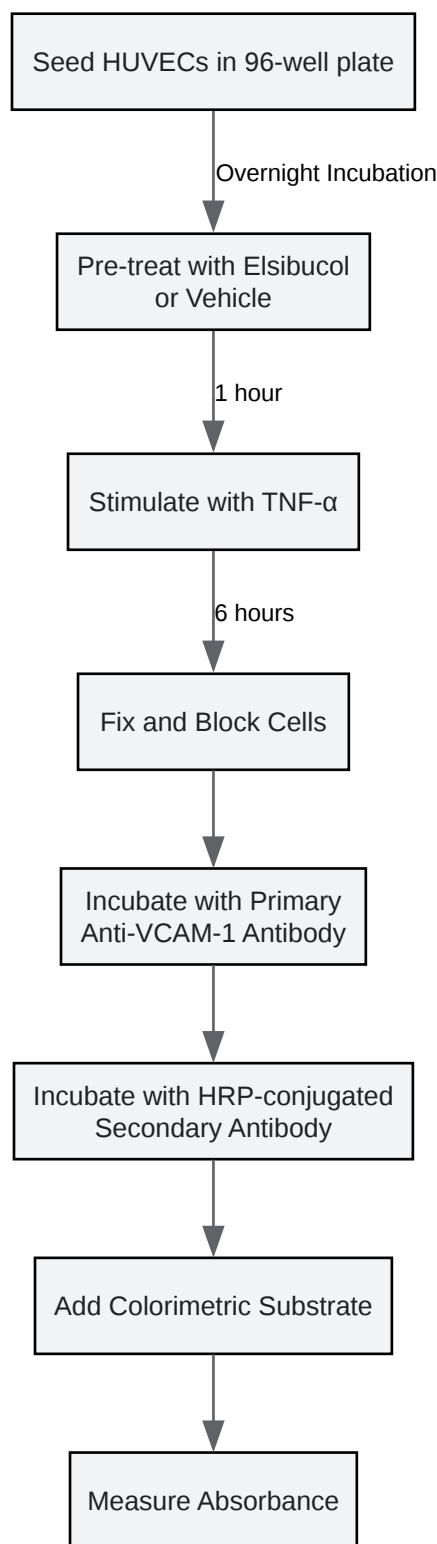 Seed HUVECs in 96-well plate
Overnight Incubation
Pre-treat with Elsibucol
or Vehicle
1 hour
Stimulate with TNF-α
6 hours
Fix and Block Cells
Incubate with Primary
Anti-VCAM-1 Antibody
Incubate with HRP-conjugated
Secondary Antibody
Add Colorimetric Substrate
Measure Absorbance